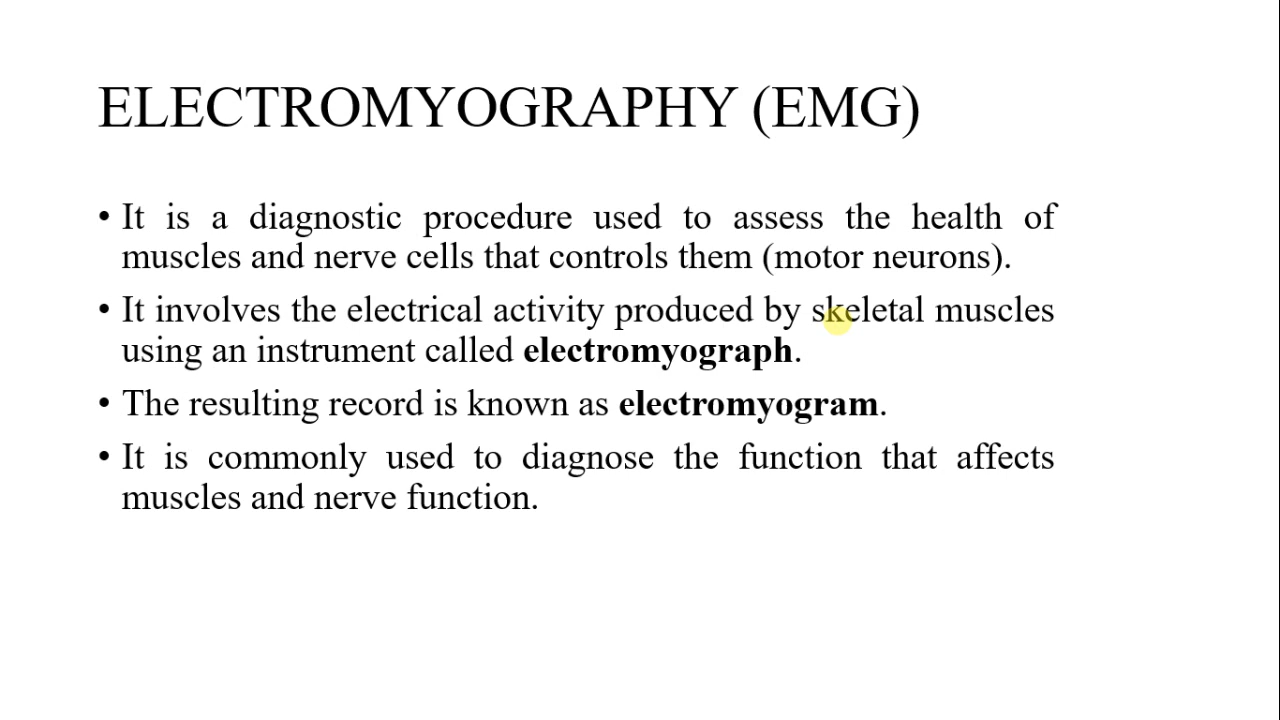 ELECTROMYOGRAPHY (EMG)
• It is a diagnostic procedure used to assess the health of
muscles and nerve cells that controls them (motor neurons).
• It involves the electrical activity produced by skeletal muscles
using an instrument called electromyograph.
• The resulting record is known as electromyogram.
• It is commonly used to diagnose the function that affects
muscles and nerve function.